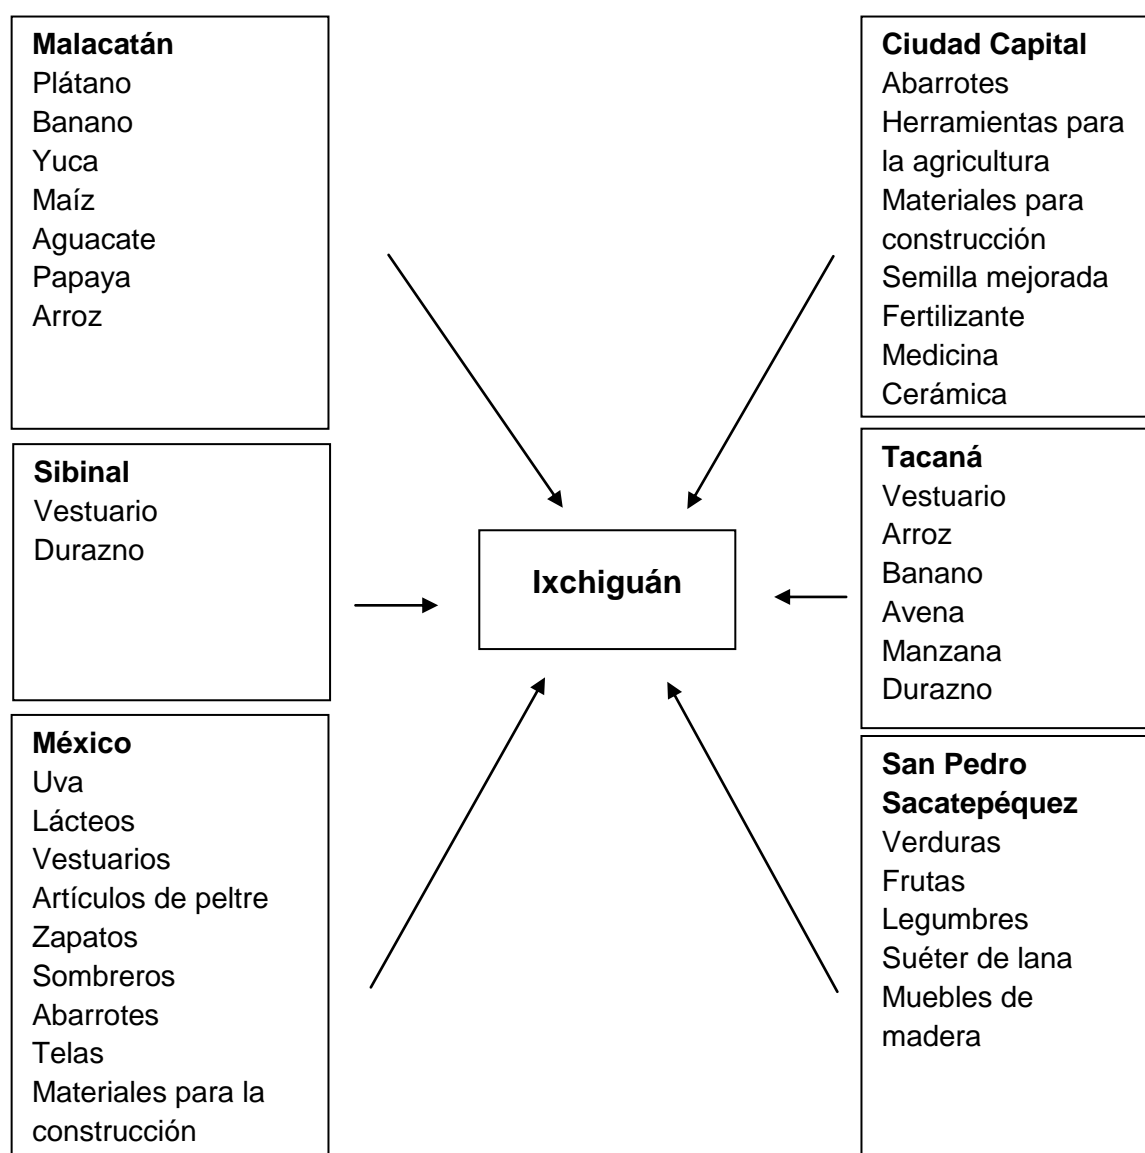 Malacatán
Plátano
Banano
Yuca
Maíz
Aguacate
Papaya
Arroz
Ciudad Capital
Abarrotes
Herramientas para
la agricultura
Materiales para
construcción
Semilla mejorada
Fertilizante
Medicina
Cerámica
Sibinal
Vestuario
Durazno
Ixchiguán
Tacaná
Vestuario
Arroz
Banano
Avena
Manzana
Durazno
México
Uva
Lácteos
Vestuarios
Artículos de peltre
Zapatos
Sombreros
Abarrotes
Telas
Materiales para la
construcción
San Pedro
Sacatepéquez
Verduras
Frutas
Legumbres
Suéter de lana
Muebles de
madera